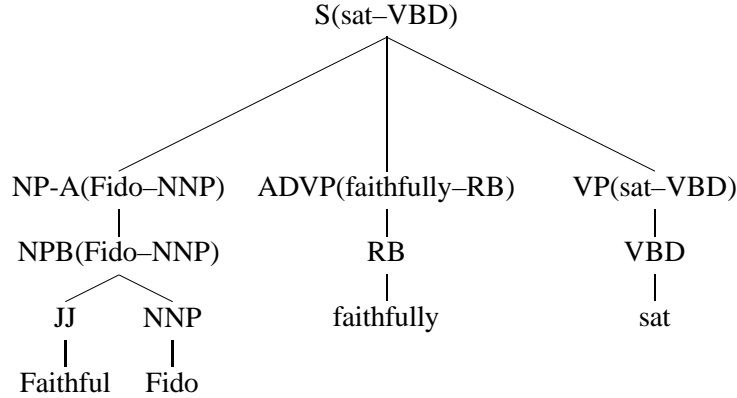 S(sat–VBD)
NP-A(Fido–NNP) ADVP(faithfully–RB) VP(sat–VBD)
NPB(Fido–NNP) RB VBD
JJ NNP faithfully sat
Faithful Fido